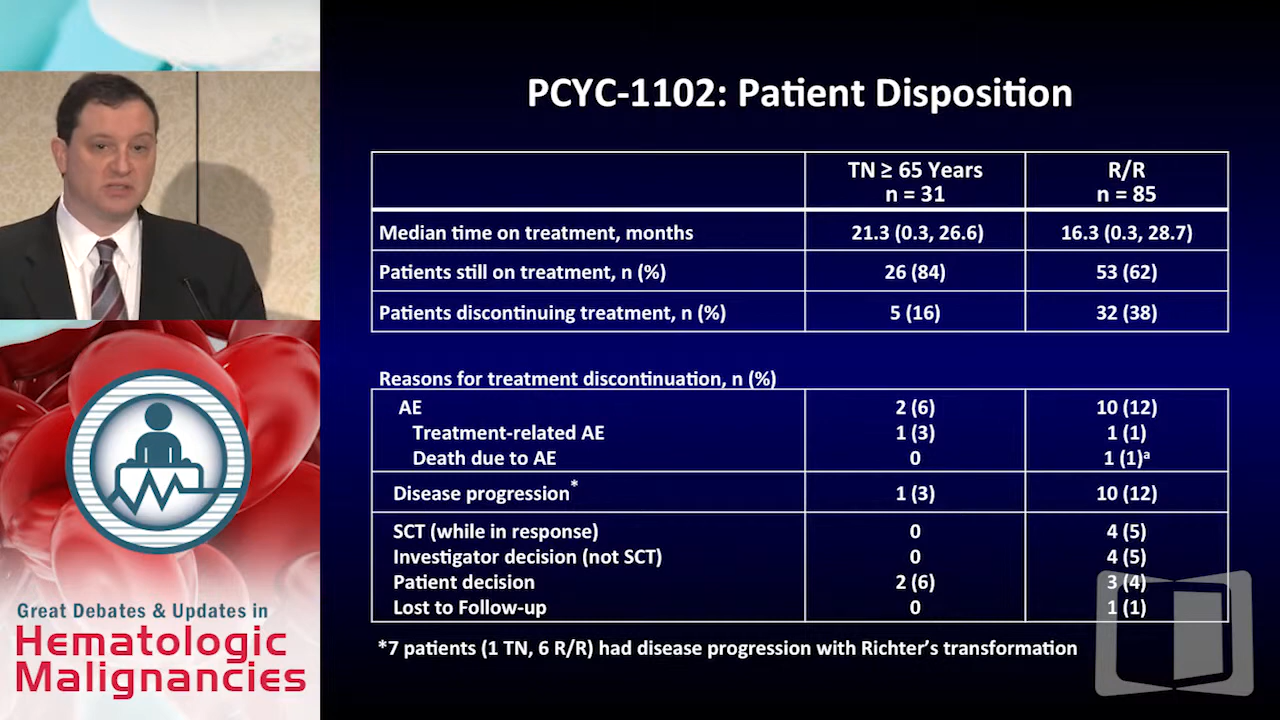 PCYC-1102: Patient Disposition
TN ≥ 65 Years R/R
n = 31 n = 85
Median time on treatment, months 21.3 (0.3, 26.6) 16.3 (0.3, 28.7)
Patients still on treatment, n (%) 26 (84) 53 (62)
Patients discontinuing treatment, n (%) 5 (16) 32 (38)
Reasons for treatment discontinuation, n (%)
AE 2 (6) 10 (12)
Treatment-related AE 1 (3) 1 (1)
Death due to AE 0 1 (1)ᵃ
Disease progression* 1 (3) 10 (12)
SCT (while in response) 0 4 (5)
Investigator decision (not SCT) 0 4 (5)
Patient decision 2 (6) 3 (4)
Lost to Follow-up 0 1 (1)
*7 patients (1 TN, 6 R/R) had disease progression with Richter’s transformation
Great Debates & Updates in
Hematologic
Malignancies